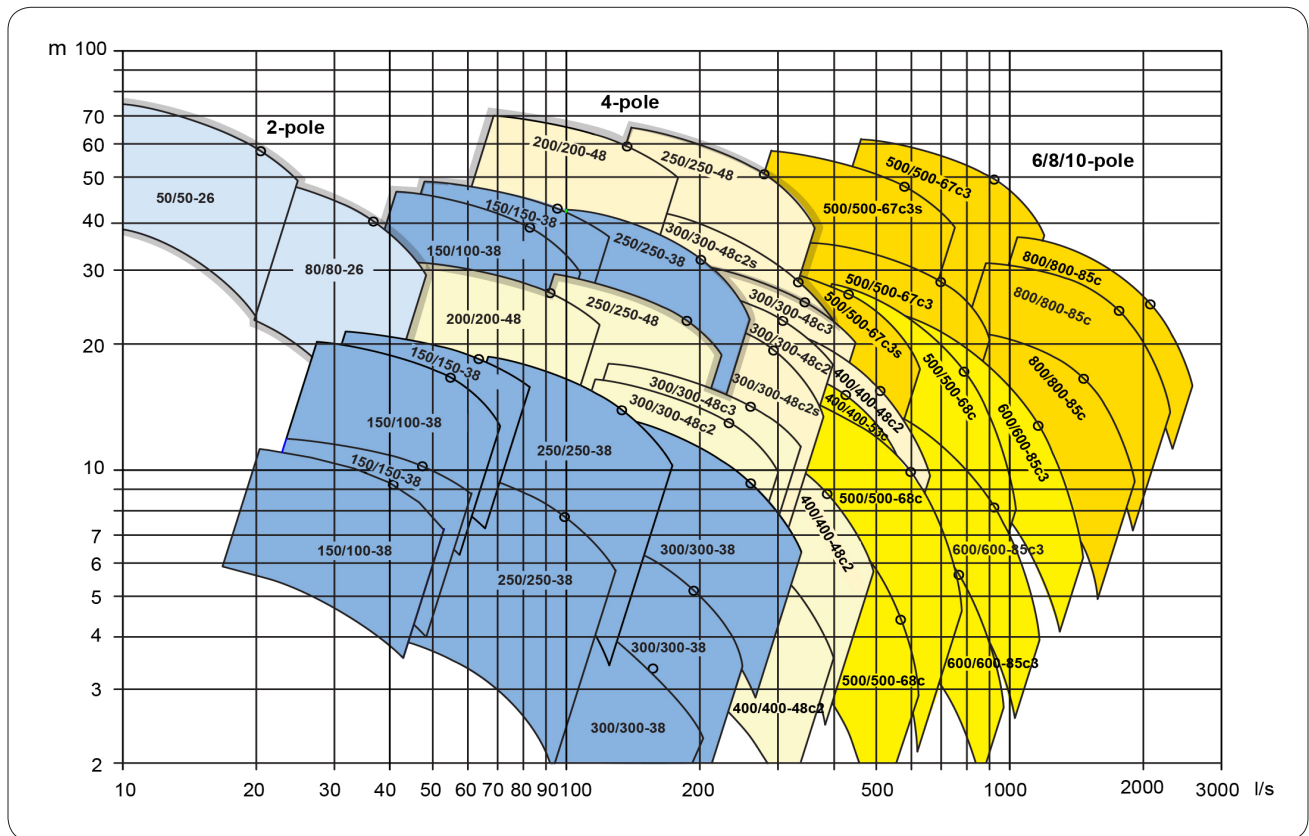 m 100
70
60
50
40
30
20
10
7
6
5
4
3
2
10 20 30 40 50 60 70 80 90 100 200 500 1000 2000 3000 l/s
2-pole
4-pole
6/8/10-pole
50/50-26
80/80-26
200/200-48
250/250-48
500/500-67c3
500/500-67c3s
150/150-38
150/100-38
250/250-38
300/300-48c2s
800/800-85c
800/800-85c
500/500-67c3
300/300-48c3
500/500-67c3s
200/200-48
250/250-48
300/300-48c2
150/150-38
500/500-68c
800/800-85c
300/300-48c3
300/300-48c2s
400/400-48c2
400/400-53c
300/300-48c2
150/100-38
600/600-85c3
250/250-38
150/150-38
500/500-68c
400/400-48c2
150/100-38
300/300-38
600/600-85c3
250/250-38
300/300-38
600/600-85c3
500/500-68c
400/400-48c2
300/300-38